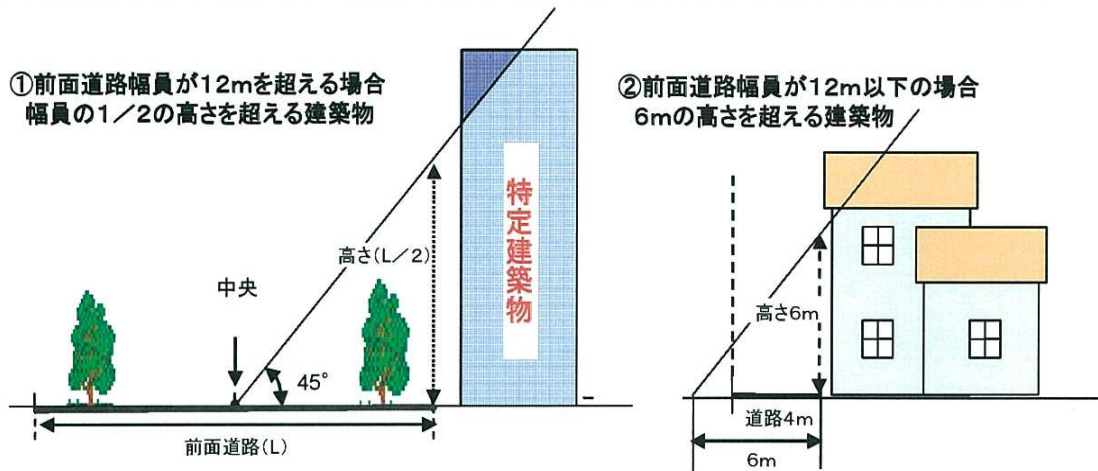 ①前面道路幅員が12mを超える場合
幅員の1/2の高さを超える建築物
②前面道路幅員が12m以下の場合
6mの高さを超える建築物
特定建築物
高さ(L/2)
中央
45°
前面道路(L)
高さ6m
道路4m
6m